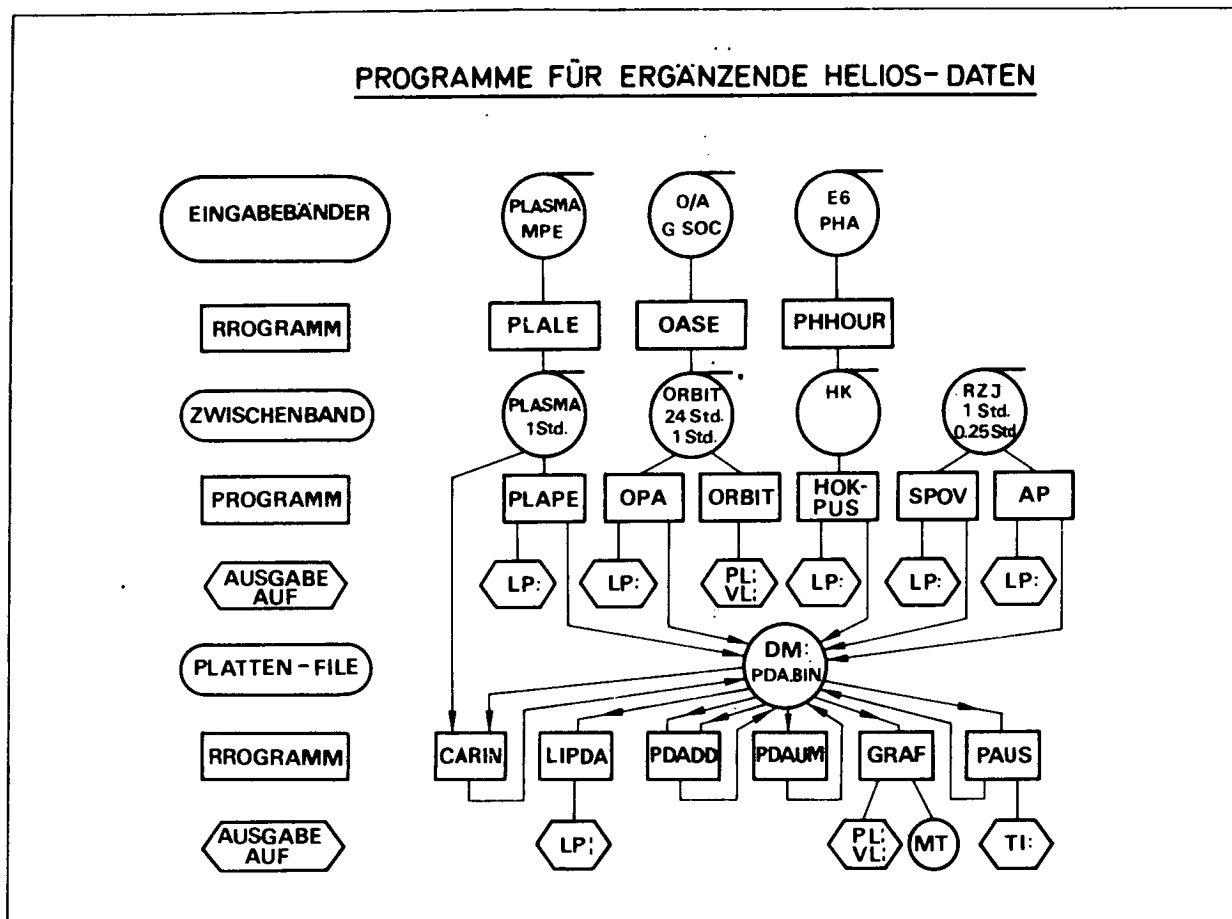 PROGRAMME FÜR ERGÄNZENDE HELIOS-DATEN
EINGABEBÄNDER
PLASMA
MPE
O/A
G SOC
E6
PHA
RROGRAMM
PLALE
OASE
PHHOUR
ZWISCHENBAND
PLASMA
1 Std.
ORBIT
24 Std.
1 Std.
HK
RZJ
1 Std.
0.25 Std
PROGRAMM
PLAPE
OPA
ORBIT
HOK-
PUS
SPOV
AP
AUSGABE
AUF
LP:
LP:
PL:
VL:
LP:
LP:
LP:
PLATTEN-FILE
DM:
PDA.BIN
RROGRAMM
CARIN
LIPDA
PDADD
PDAUM
GRAF
PAUS
AUSGABE
AUF
LP:
PL:
VL:
MT
TI: